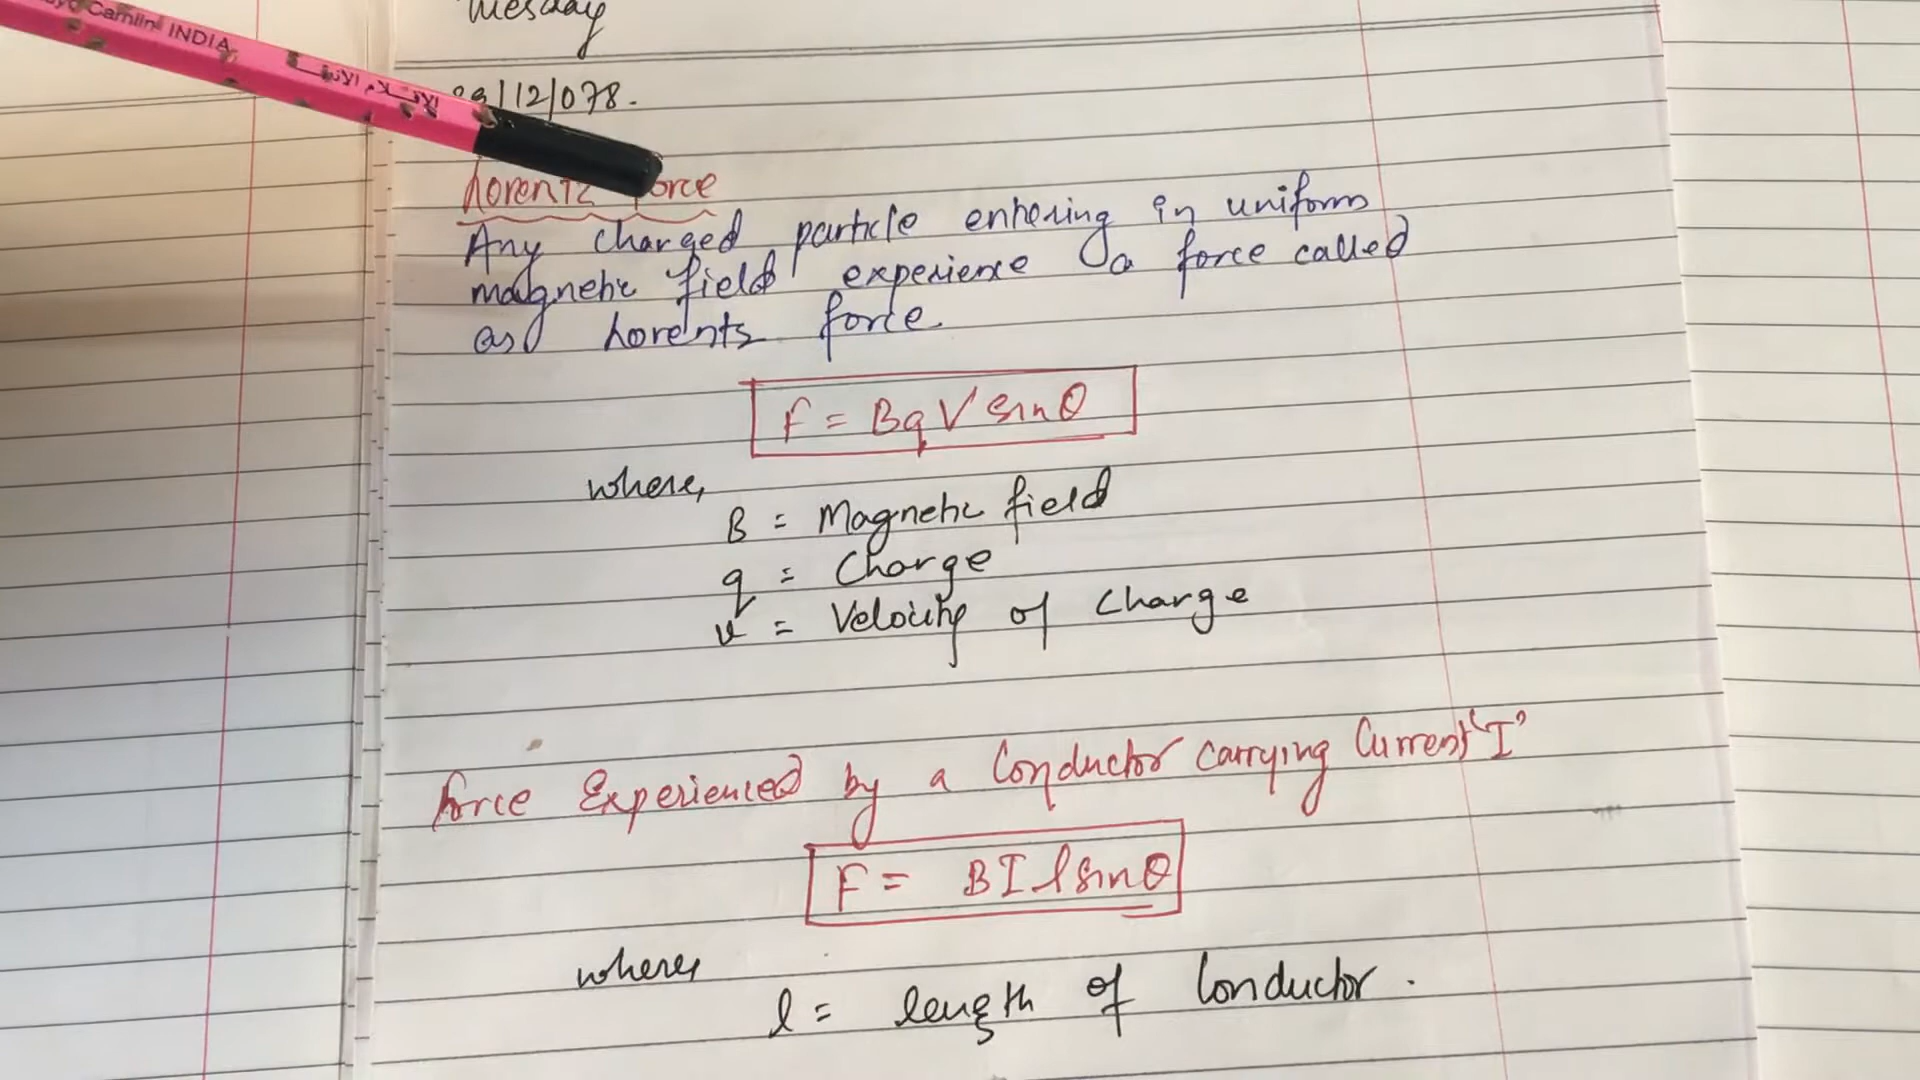 Camlin INDIA
Tuesday
29/12/078.
Lorentz Force
Any charged particle entering in uniform
magnetic field experience a force called
as Lorents force.
F = BqV sinθ
where,
B = Magnetic field
q = Charge
v = Velocity of charge
Force Experienced by a Conductor carrying Current 'I'
F = BIl sinθ
where,
l = length of Conductor.